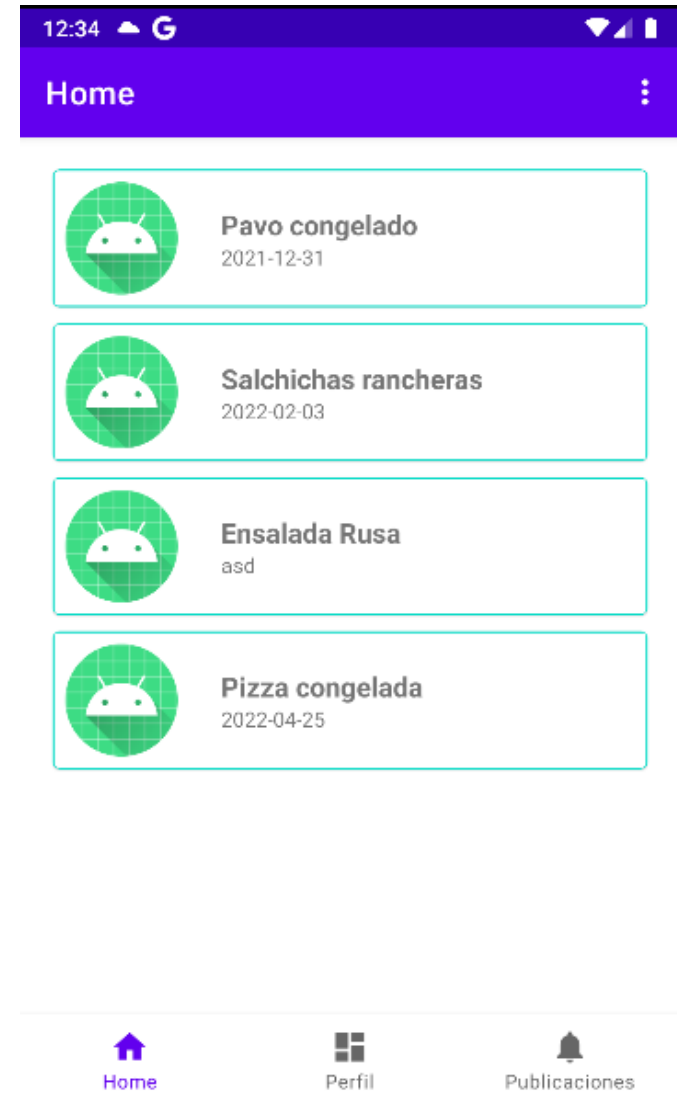 12:34
Home
Pavo congelado
2021-12-31
Salchichas rancheras
2022-02-03
Ensalada Rusa
asd
Pizza congelada
2022-04-25
Home Perfil Publicaciones